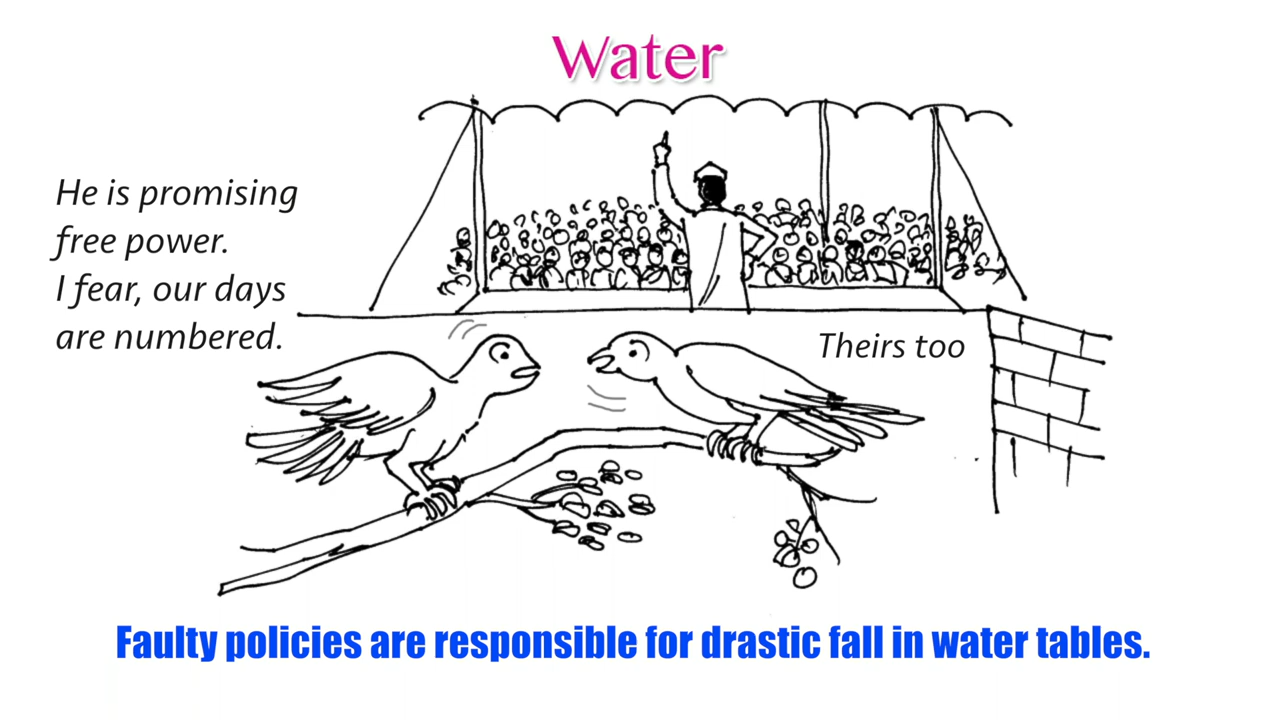 Water
He is promising
free power.
I fear, our days
are numbered.
Theirs too
Faulty policies are responsible for drastic fall in water tables.